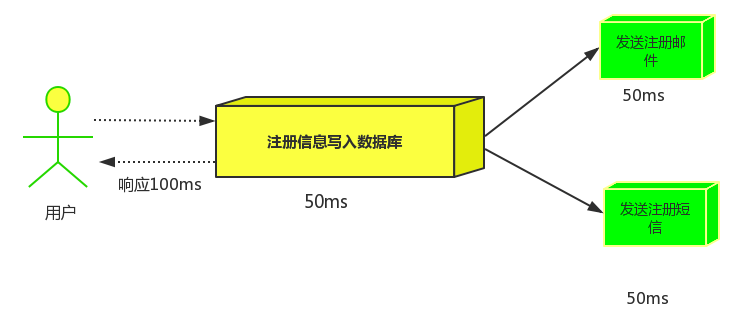 发送注册邮
件
50ms
注册信息写入数据库
响应100ms
50ms
用户
发送注册短
信
50ms